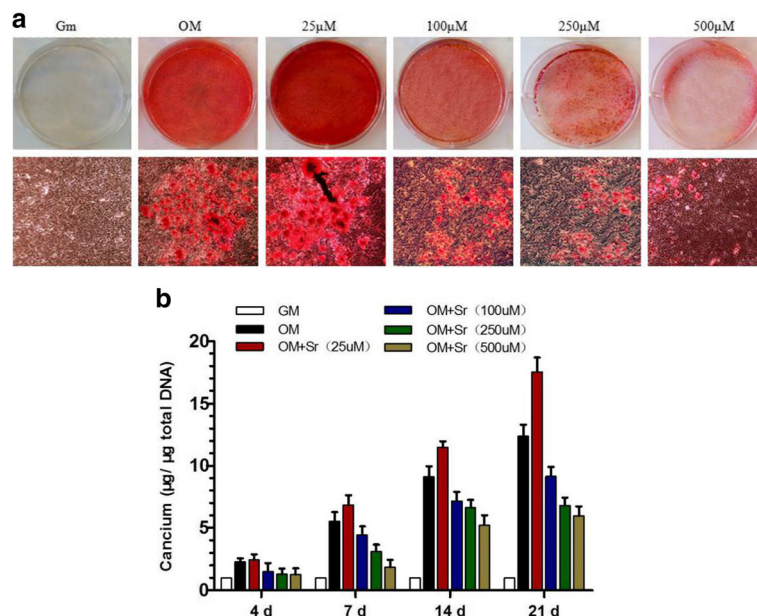 a
Gm OM 25μM 100μM 250μM 500μM
b
GM
OM
OM+Sr（25uM）
OM+Sr（100uM）
OM+Sr（250uM）
OM+Sr（500uM）
Cancium (μg/ μg total DNA)
20
15
10
5
0
4 d 7 d 14 d 21 d